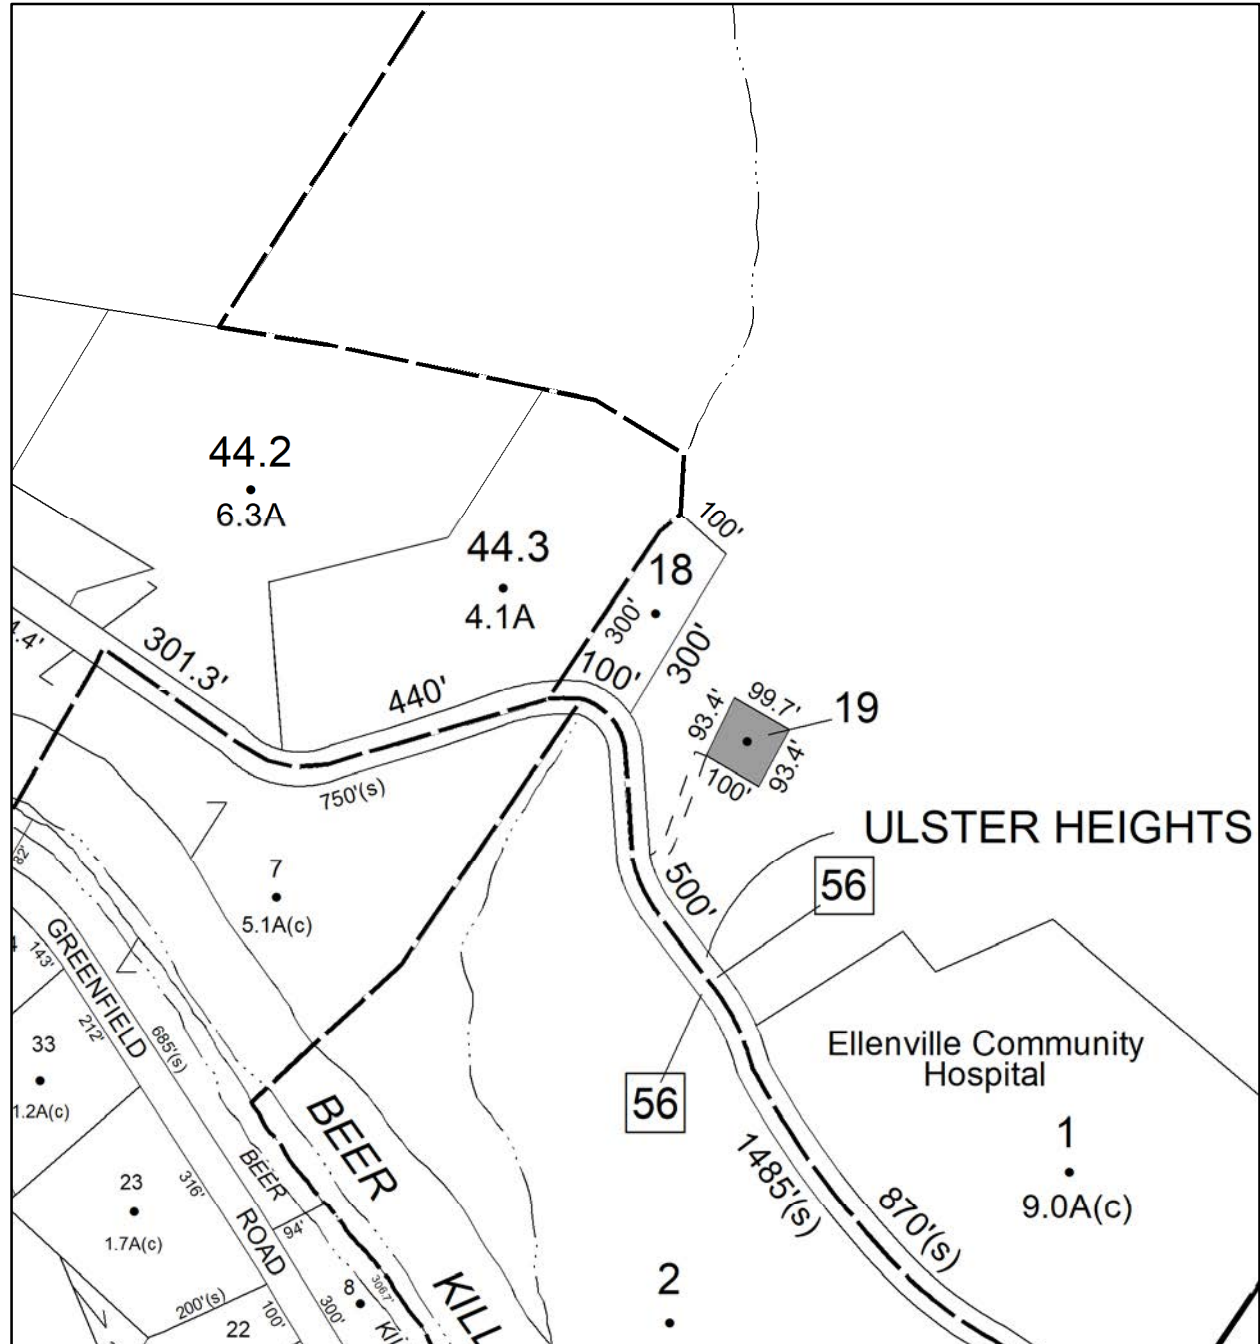 44.2
6.3A
44.3
4.1A
100'
18
300'
300'
100'
301.3'
440'
750'(s)
93.4'
99.7'
19
93.4'
100'
ULSTER HEIGHTS
56
500'
7
5.1A(c)
82'
GREENFIELD
ROAD
143'
212'
685'(s)
33
1.2A(c)
Ellenville Community
Hospital
1
9.0A(c)
56
BEER
KILL
BEER
316'
23
1.7A(c)
94'
1485'(s)
870'(s)
2
8
306.7'
200'(s)
100'
300'
22